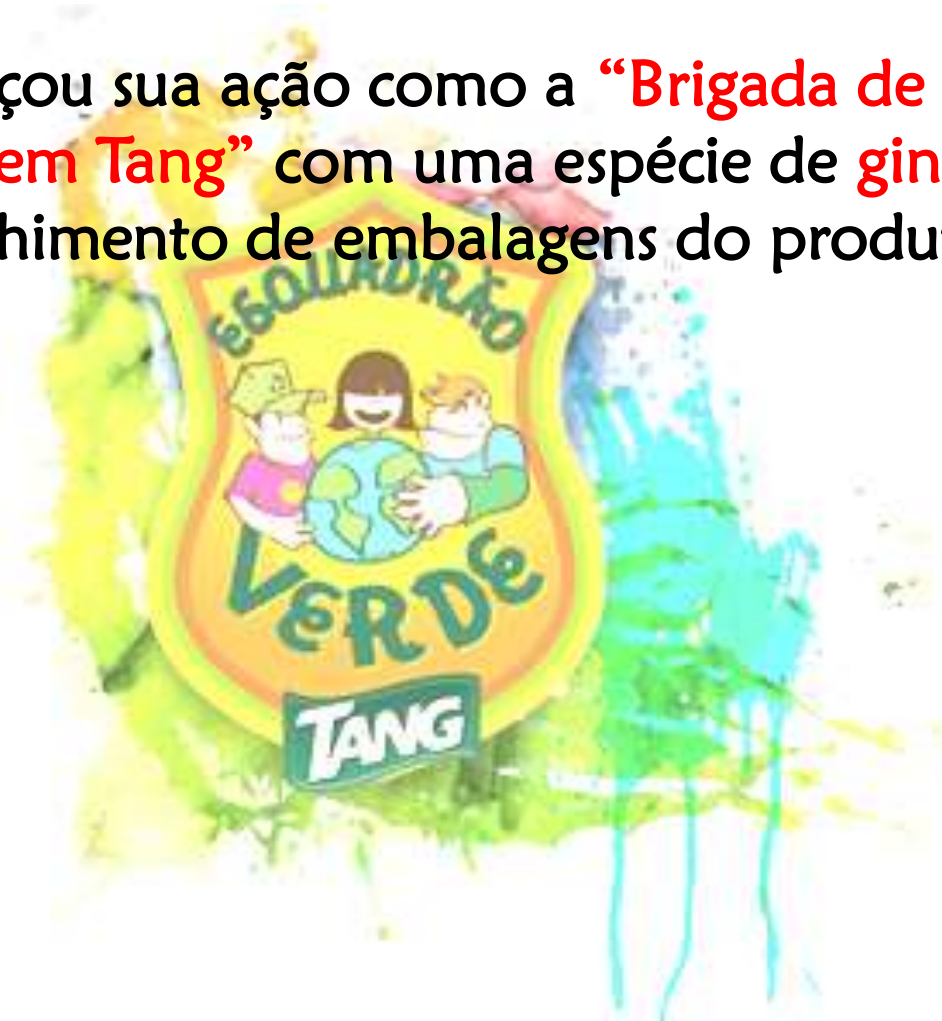 çou sua ação como a “Brigada de
em Tang” com uma espécie de gin
himento de embalagens do produ
ESQUADRÃO
VERDE
TANG